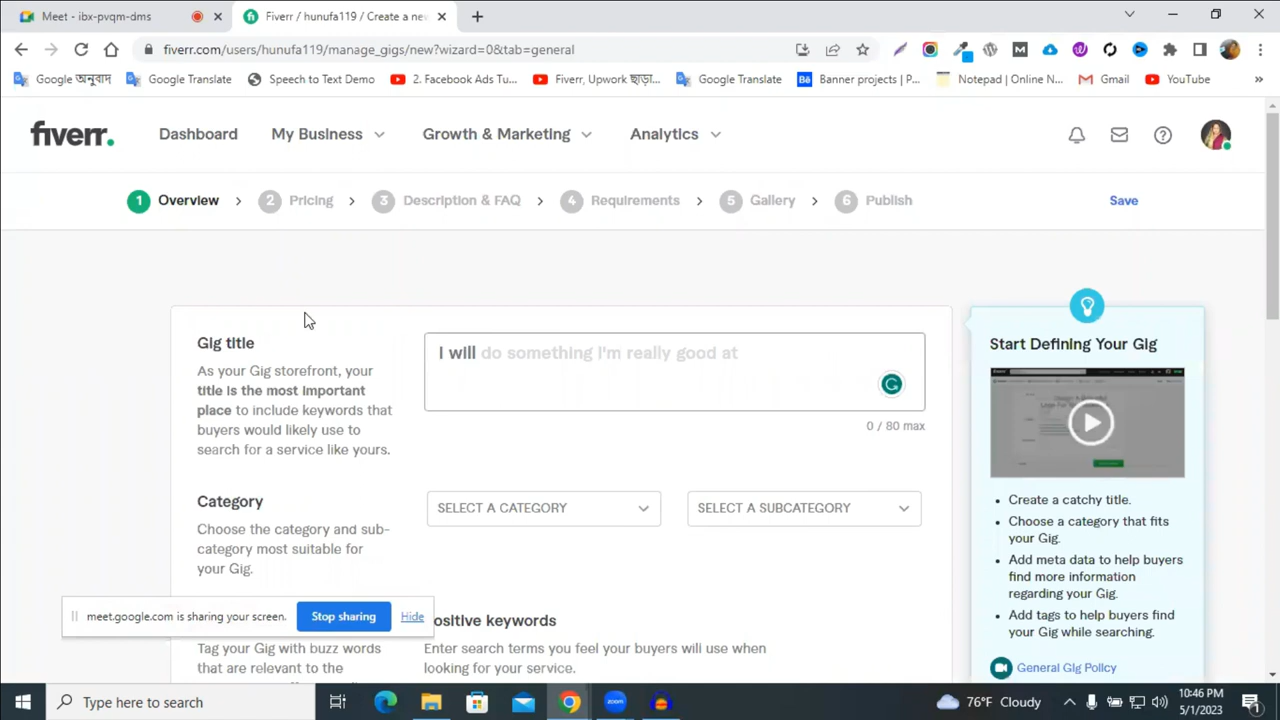 Meet - ibx-pvqm-dms
Fiverr / hunufa119 / Create a new
fiverr.com/users/hunufa119/manage_gigs/new?wizard=0&tab=general
Google অনুবাদ
Google Translate
Speech to Text Demo
2. Facebook Ads Tu...
Fiverr, Upwork ছাড়া...
Google Translate
Banner projects | P...
Notepad | Online N...
Gmail
YouTube
»
fiverr.
Dashboard
My Business
Growth & Marketing
Analytics
1 Overview
2 Pricing
3 Description & FAQ
4 Requirements
5 Gallery
6 Publish
Save
Gig title
As your Gig storefront, your
title is the most important
place to include keywords that
buyers would likely use to
search for a service like yours.
I will do something I'm really good at
0 / 80 max
Category
Choose the category and sub-
category most suitable for
your Gig.
SELECT A CATEGORY
SELECT A SUBCATEGORY
meet.google.com is sharing your screen.
Stop sharing
Hide
ositive keywords
Tag your Gig with buzz words
that are relevant to the
Enter search terms you feel your buyers will use when
looking for your service.
Start Defining Your Gig
• Create a catchy title.
• Choose a category that fits
your Gig.
• Add meta data to help buyers
find more information
regarding your Gig.
• Add tags to help buyers find
your Gig while searching.
General Gig Policy
Type here to search
zoom
76°F Cloudy
10:46 PM
5/1/2023
1